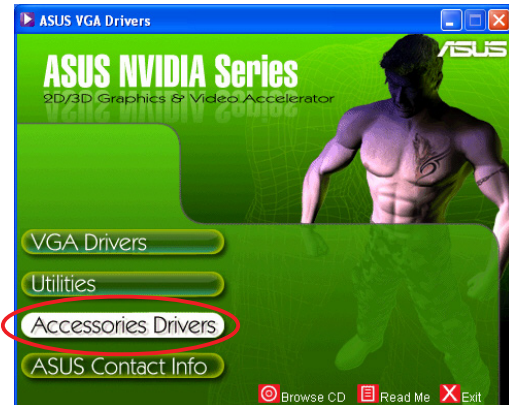 ASUS VGA Drivers
ASUS
ASUS NVIDIA Series
2D/3D Graphics & Video Accelerator
VGA Drivers
Utilities
Accessories Drivers
ASUS Contact Info
Browse CD Read Me Exit